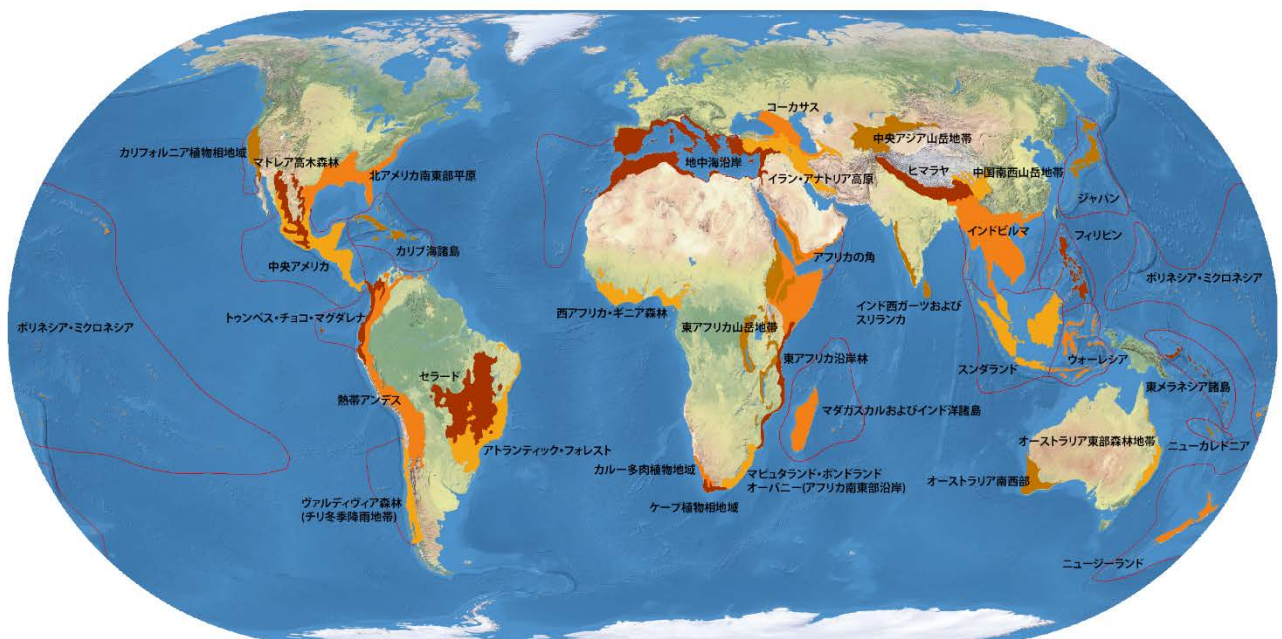 コーカサス
カリフォルニア植物相地域
マドレア高木森林
北アメリカ南東部平原
地中海沿岸
イラン・アナトリア高原
中央アジア山岳地帯
ヒマラヤ
中国南西山岳地帯
ジャパン
中央アメリカ
カリブ海諸島
アフリカの角
インドビルマ
フィリピン
ポリネシア・ミクロネシア
ポリネシア・ミクロネシア
トゥンベス・チョコ・マグダレナ
西アフリカ・ギニア森林
東アフリカ山岳地帯
インド西ガーツおよび
スリランカ
東アフリカ沿岸林
スンダランド
ウォーレシア
東メラネシア諸島
セラード
熱帯アンデス
マダガスカルおよびインド洋諸島
アトランティック・フォレスト
オーストラリア東部森林地帯
ニューカレドニア
カルー多肉植物地域
マピュタランド・ポンドランド
オーバニー(アフリカ南東部沿岸)
オーストラリア南西部
ヴァルディヴィア森林
(チリ冬季降雨地帯)
ケープ植物相地域
ニュージーランド